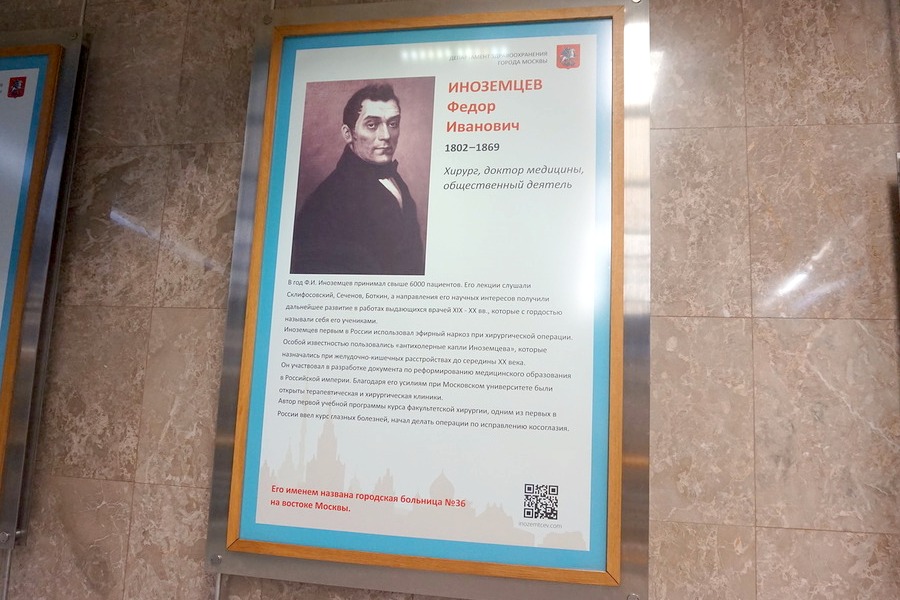 ДЕПАРТАМЕНТ ЗДРАВООХРАНЕНИЯ
ГОРОДА МОСКВЫ
ИНОЗЕМЦЕВ
Федор
Иванович
1802–1869
Хирург, доктор медицины,
общественный деятель
В год Ф.И. Иноземцев принимал свыше 6000 пациентов. Его лекции слушали
Склифосовский, Сеченов, Боткин, а направления его научных интересов получили
дальнейшее развитие в работах выдающихся врачей XIX - XX вв., которые с гордостью
называли себя его учениками.
Иноземцев первым в России использовал эфирный наркоз при хирургической операции.
Особой известностью пользовались «антихолерные капли Иноземцева», которые
назначались при желудочно-кишечных расстройствах до середины XX века.
Он участвовал в разработке документа по реформированию медицинского образования
в Российской империи. Благодаря его усилиям при Московском университете были
открыты терапевтическая и хирургическая клиники.
Автор первой учебной программы курса факультетской хирургии, одним из первых в
России ввел курс глазных болезней, начал делать операции по исправлению косоглазия.
Его именем названа городская больница №36
на востоке Москвы.
inozemtcev.com